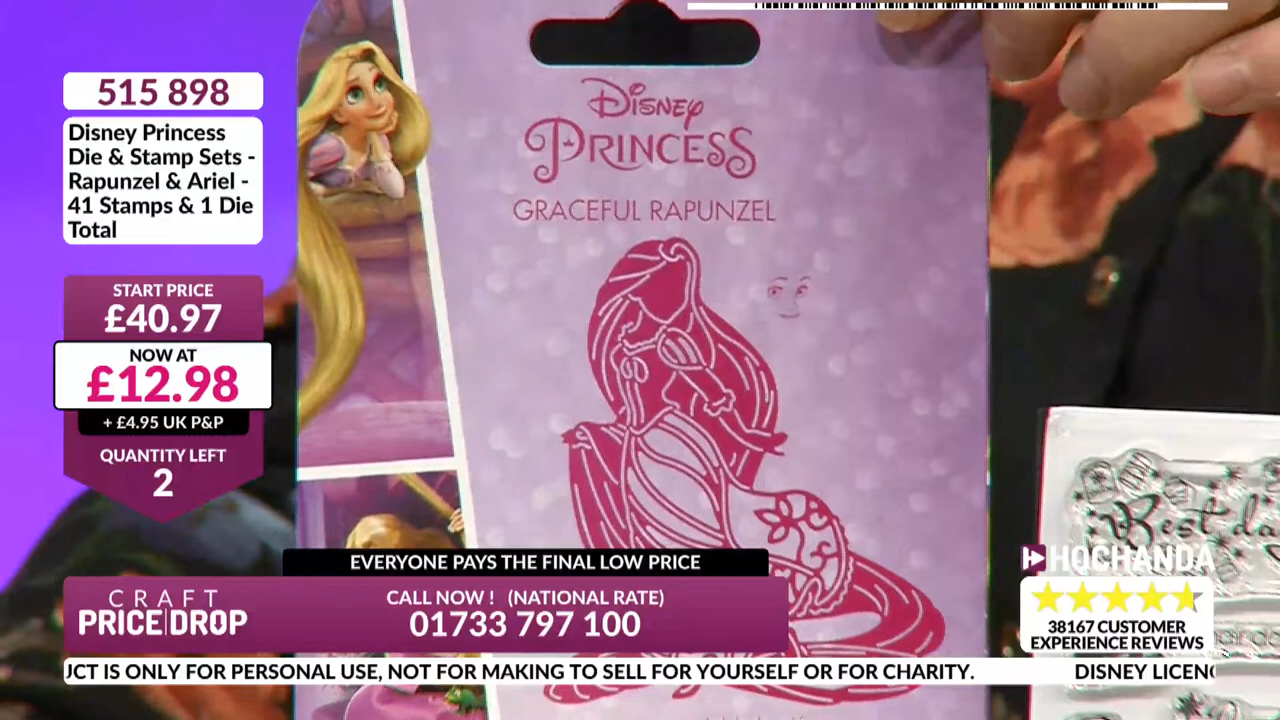 515 898
Disney Princess
Die & Stamp Sets -
Rapunzel & Ariel -
41 Stamps & 1 Die
Total
START PRICE
£40.97
NOW AT
£12.98
+ £4.95 UK P&P
QUANTITY LEFT
2
DISNEY
PRINCESS
GRACEFUL RAPUNZEL
Best da
EVERYONE PAYS THE FINAL LOW PRICE
CRAFT
PRICE DROP
CALL NOW ! (NATIONAL RATE)
01733 797 100
HOCHANDA
38167 CUSTOMER
EXPERIENCE REVIEWS
JCT IS ONLY FOR PERSONAL USE, NOT FOR MAKING TO SELL FOR YOURSELF OR FOR CHARITY. DISNEY LICENC